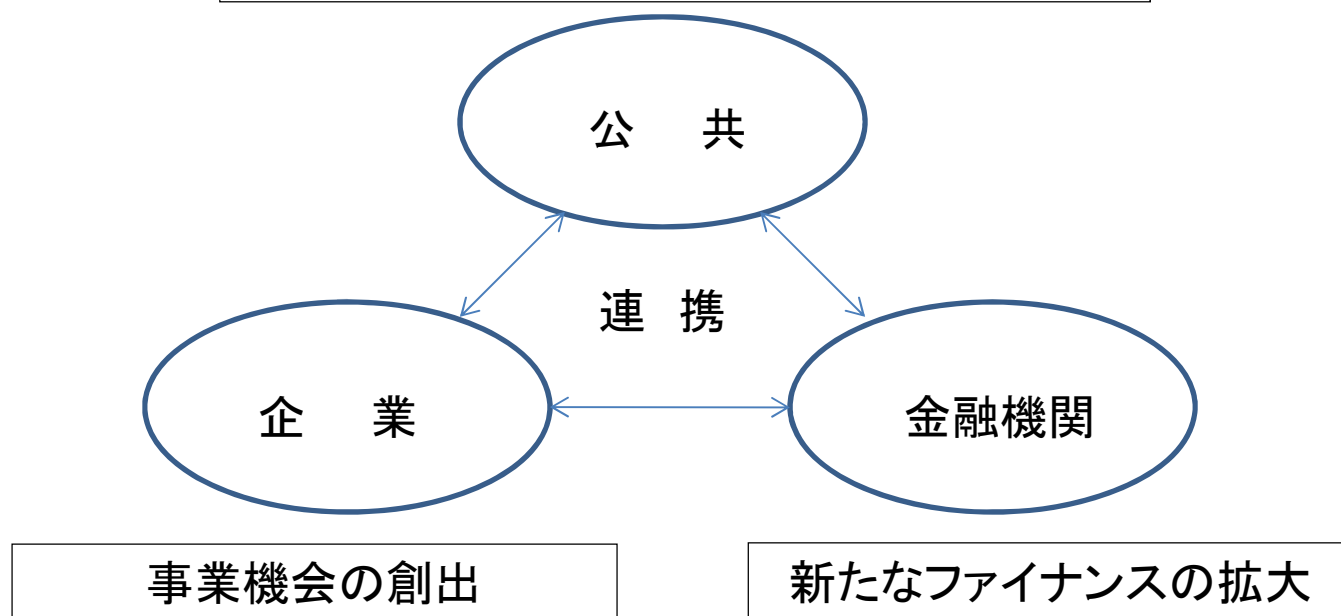 公 共
連 携
企 業
金融機関
事業機会の創出
新たなファイナンスの拡大